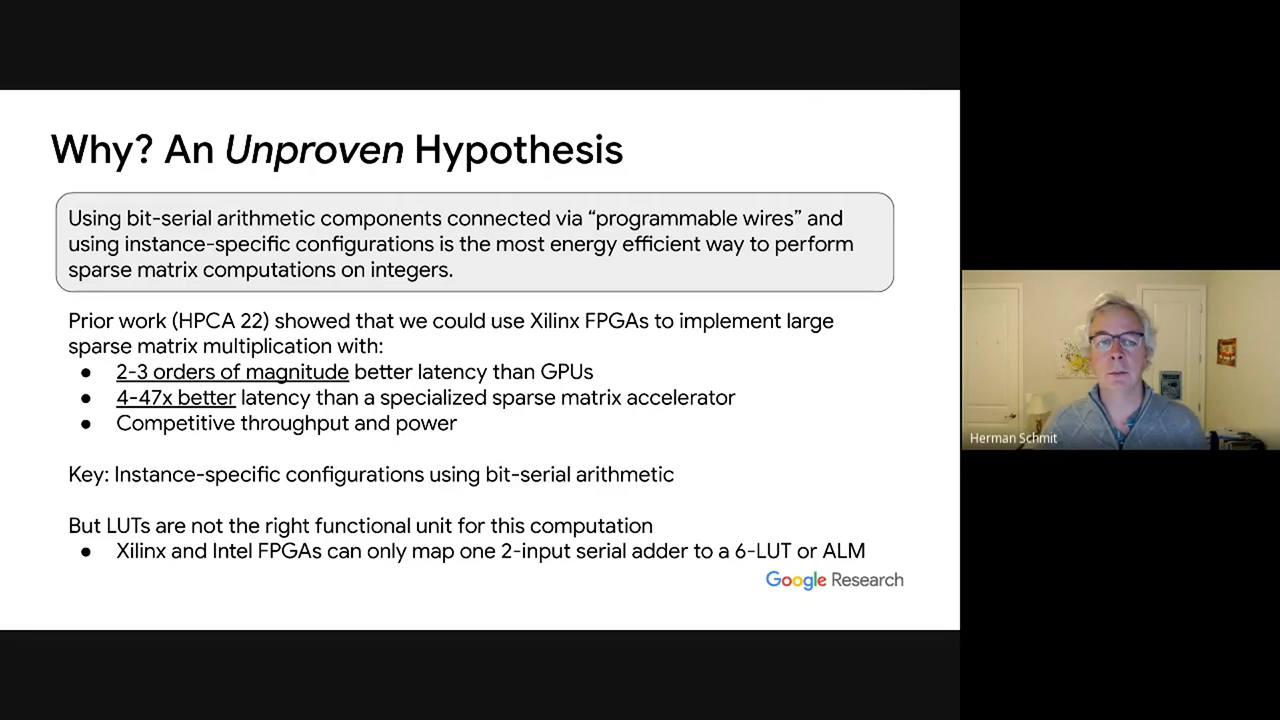 Why? An Unproven Hypothesis
Using bit-serial arithmetic components connected via “programmable wires” and
using instance-specific configurations is the most energy efficient way to perform
sparse matrix computations on integers.
Prior work (HPCA 22) showed that we could use Xilinx FPGAs to implement large
sparse matrix multiplication with:
● 2-3 orders of magnitude better latency than GPUs
● 4-47x better latency than a specialized sparse matrix accelerator
● Competitive throughput and power
Key: Instance-specific configurations using bit-serial arithmetic
But LUTs are not the right functional unit for this computation
● Xilinx and Intel FPGAs can only map one 2-input serial adder to a 6-LUT or ALM
Google Research
Herman Schmit